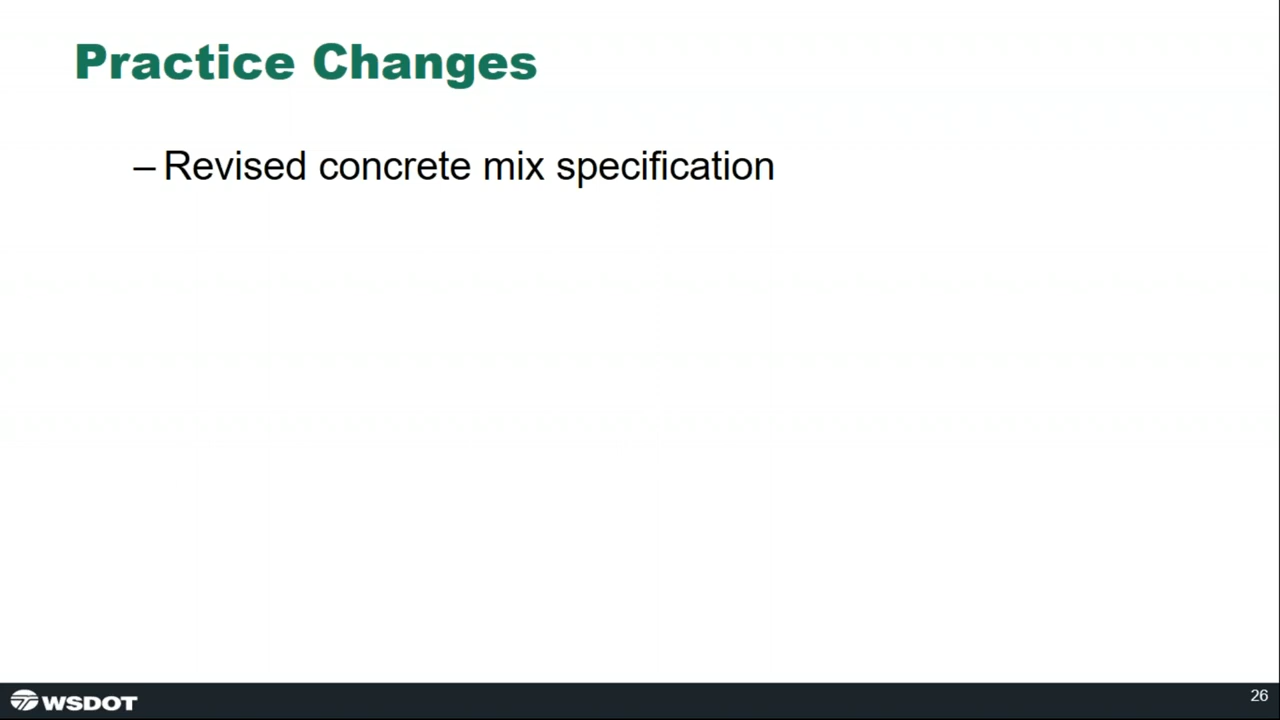 Practice Changes
– Revised concrete mix specification
WSDOT
26